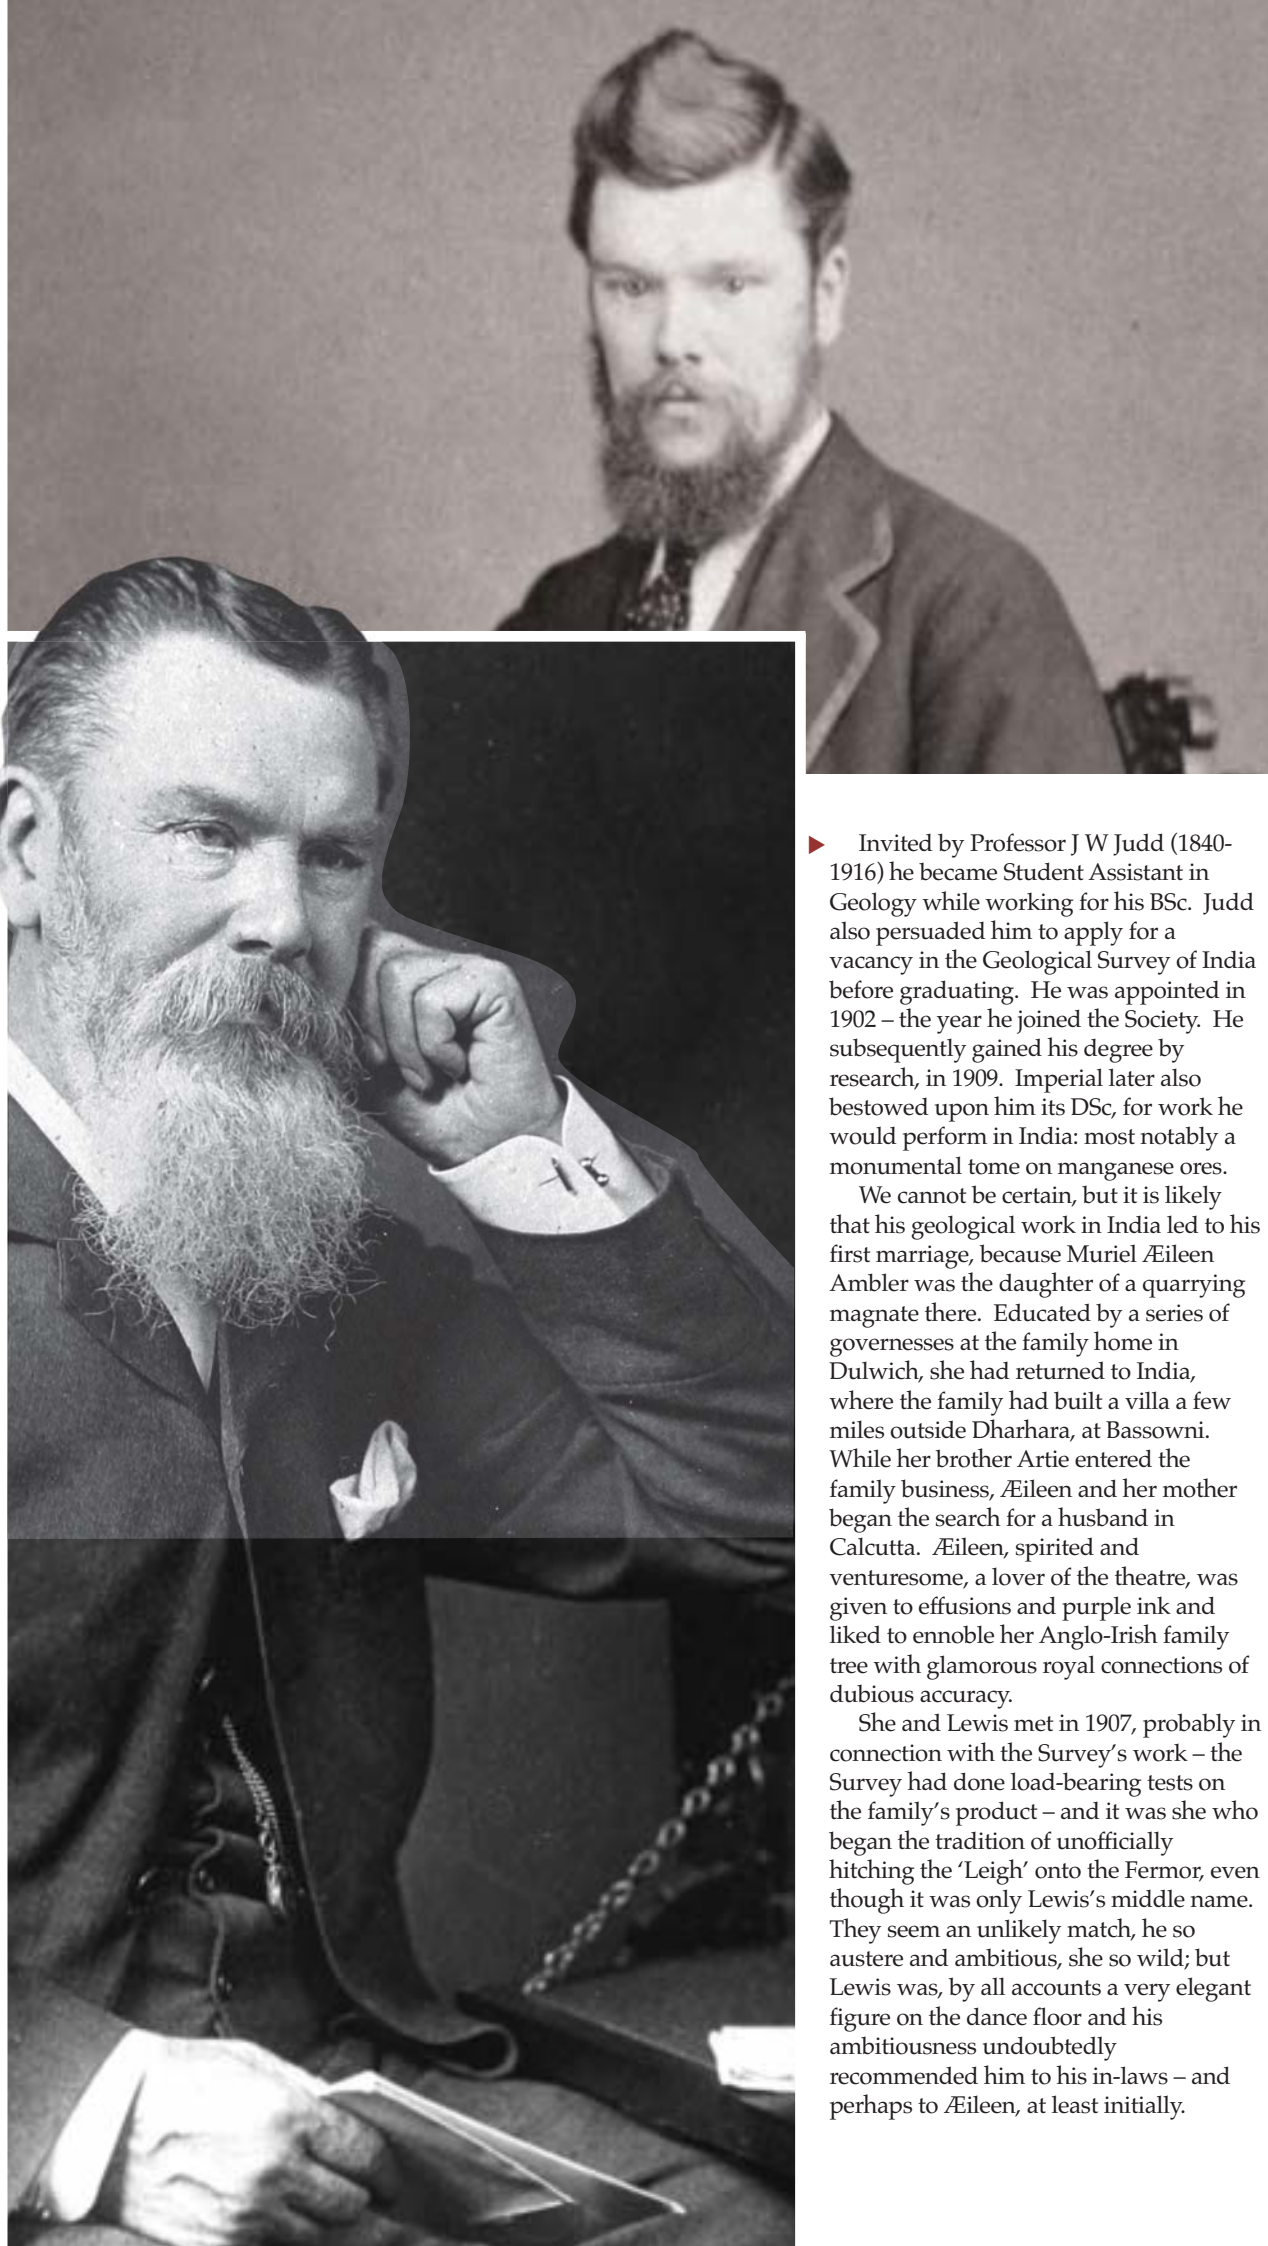 Invited by Professor J W Judd (1840-
1916) he became Student Assistant in
Geology while working for his BSc.  Judd
also persuaded him to apply for a
vacancy in the Geological Survey of India
before graduating.  He was appointed in
1902 – the year he joined the Society.  He
subsequently gained his degree by
research, in 1909.  Imperial later also
bestowed upon him its DSc, for work he
would perform in India: most notably a
monumental tome on manganese ores.
We cannot be certain, but it is likely
that his geological work in India led to his
first marriage, because Muriel Æileen
Ambler was the daughter of a quarrying
magnate there.  Educated by a series of
governesses at the family home in
Dulwich, she had returned to India,
where the family had built a villa a few
miles outside Dharhara, at Bassowni.
While her brother Artie entered the
family business, Æileen and her mother
began the search for a husband in
Calcutta.  Æileen, spirited and
venturesome, a lover of the theatre, was
given to effusions and purple ink and
liked to ennoble her Anglo-Irish family
tree with glamorous royal connections of
dubious accuracy.
She and Lewis met in 1907, probably in
connection with the Survey’s work – the
Survey had done load-bearing tests on
the family’s product – and it was she who
began the tradition of unofficially
hitching the ‘Leigh’ onto the Fermor, even
though it was only Lewis’s middle name.
They seem an unlikely match, he so
austere and ambitious, she so wild; but
Lewis was, by all accounts a very elegant
figure on the dance floor and his
ambitiousness undoubtedly
recommended him to his in-laws – and
perhaps to Æileen, at least initially.